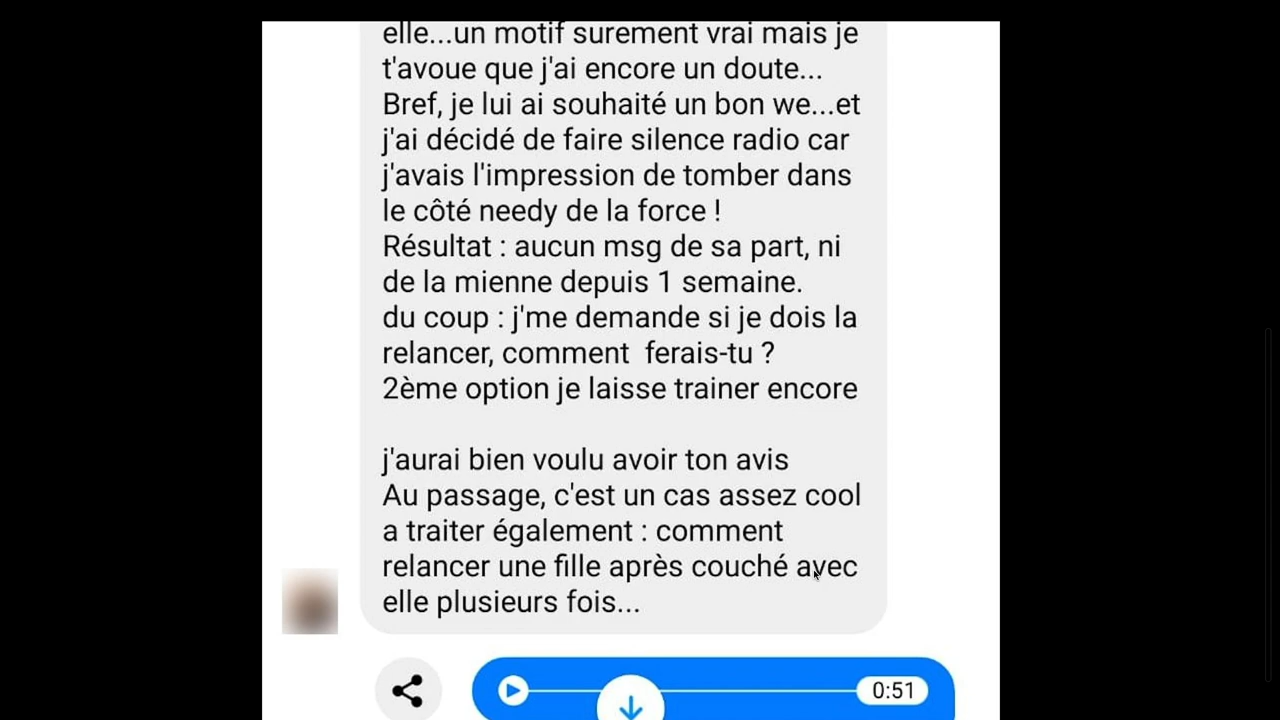 elle...un motif surement vrai mais je
t'avoue que j'ai encore un doute...
Bref, je lui ai souhaité un bon we...et
j'ai décidé de faire silence radio car
j'avais l'impression de tomber dans
le côté needy de la force !
Résultat : aucun msg de sa part, ni
de la mienne depuis 1 semaine.
du coup : j'me demande si je dois la
relancer, comment  ferais-tu ?
2ème option je laisse trainer encore
j'aurai bien voulu avoir ton avis
Au passage, c'est un cas assez cool
a traiter également : comment
relancer une fille après couché avec
elle plusieurs fois...
0:51